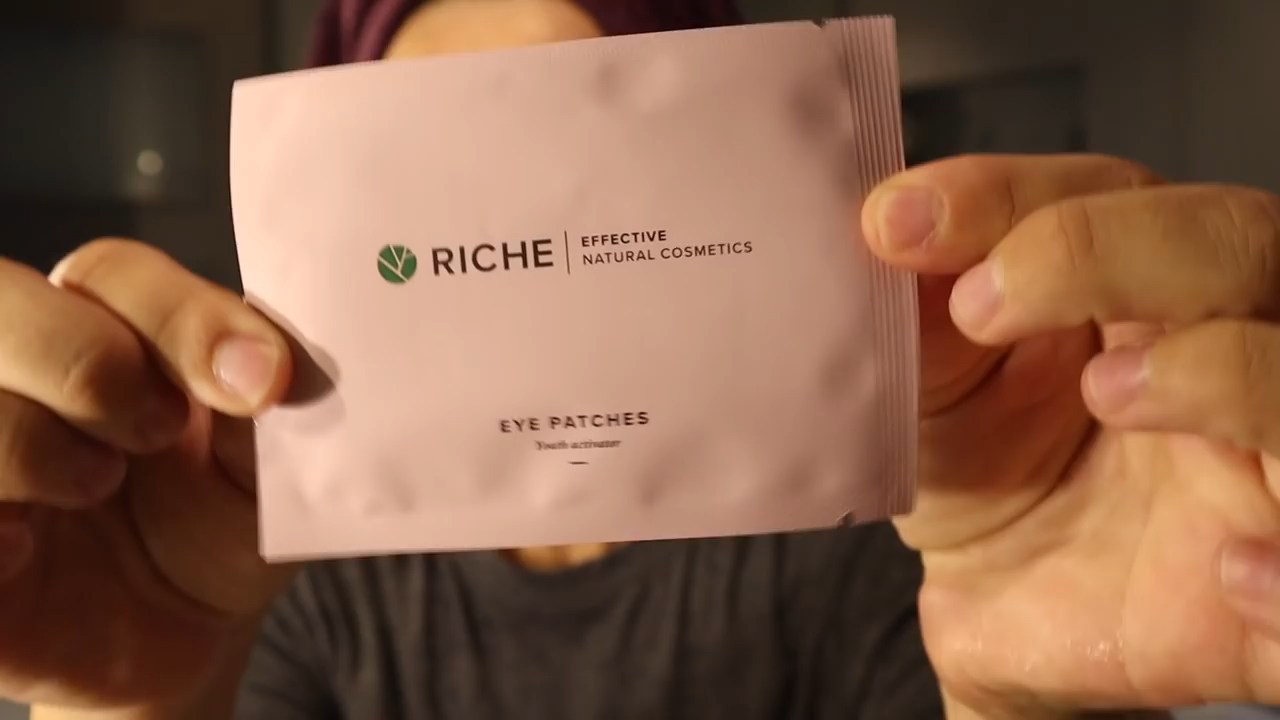 RICHE
EFFECTIVE
NATURAL COSMETICS
EYE PATCHES
Youth activator